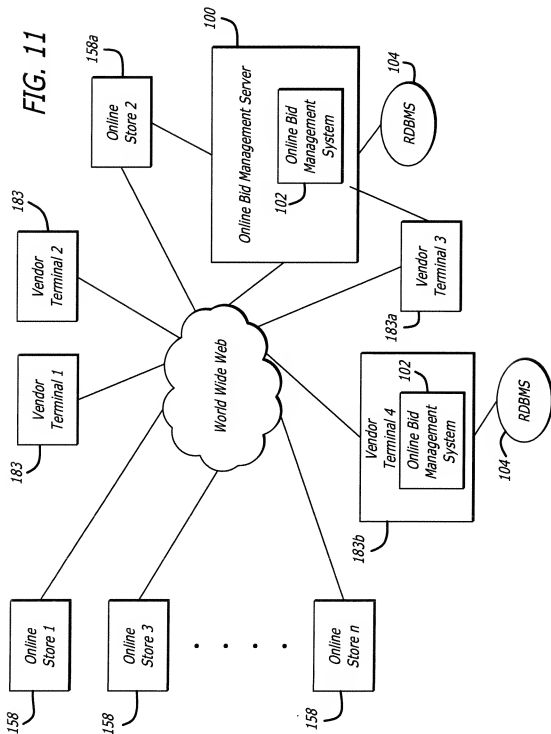 FIG. 11
183
Vendor
Terminal 1
183
Vendor
Terminal 2
158a
Online
Store 2
100
Online Bid Management Server
102
Online Bid
Management
System
104
RDBMS
158
Online
Store 1
158
Online
Store 3
158
Online
Store n
World Wide Web
183b
Vendor
Terminal 4
102
Online Bid
Management
System
104
RDBMS
183a
Vendor
Terminal 3